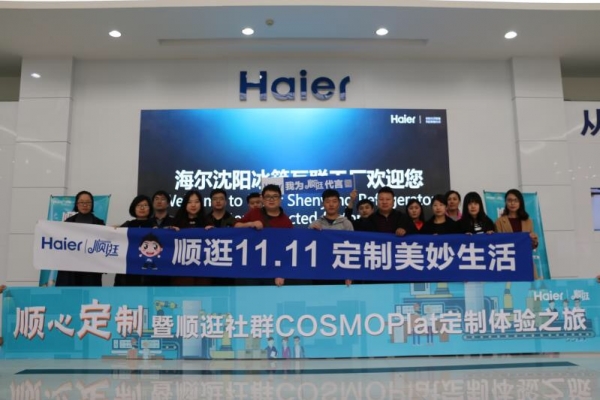 Haier
Haier
海尔沈阳冰箱互联工厂欢迎您
Welcome to Haier Shenyang Refrigerator
我为顺逛代言
从
Haier 顺逛
顺逛11.11 定制美妙生活
Haier 顺逛
顺心定制暨顺逛社群COSMOPlat定制体验之旅